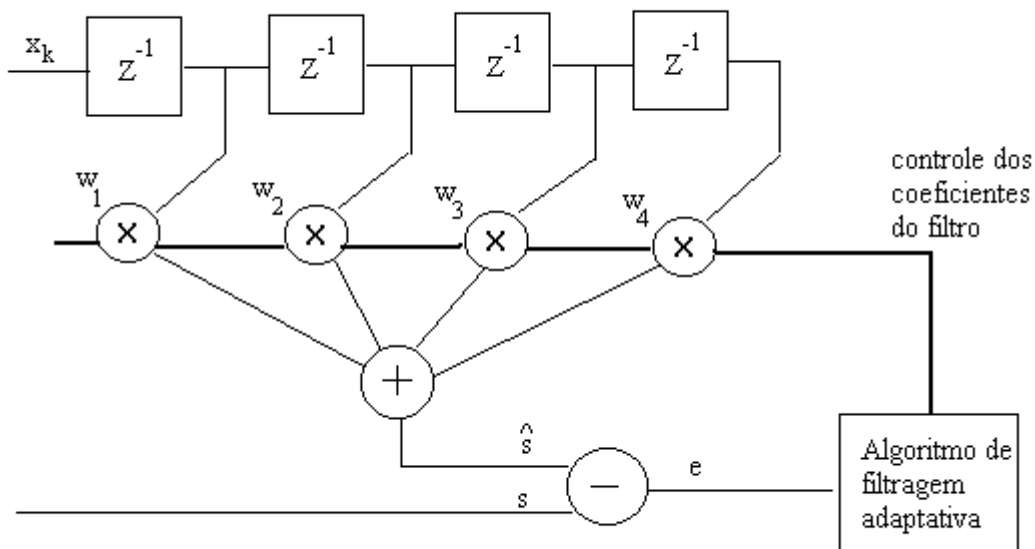 x_k
Z^-1
Z^-1
Z^-1
Z^-1
controle dos
coeficientes
do filtro
w_1
w_2
w_3
w_4
×
×
×
×
+
ŝ
s
−
e
Algoritmo de
filtragem
adaptativa